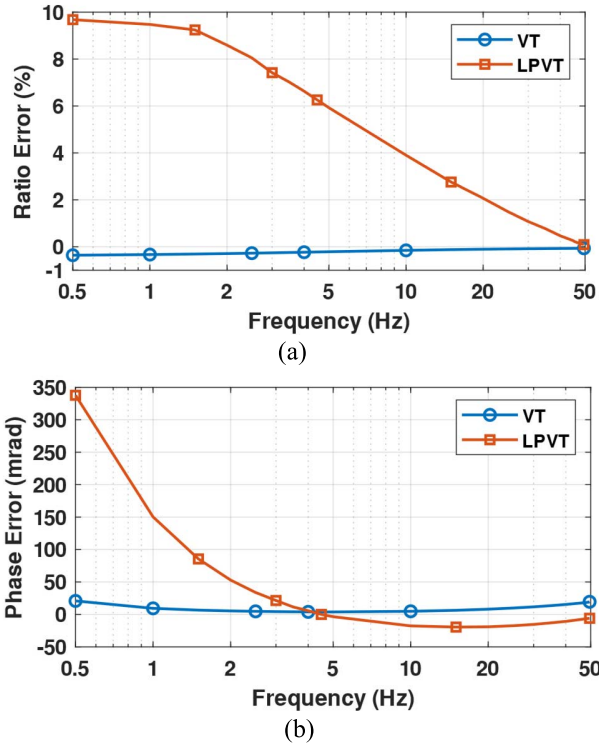 10
8
6
4
2
0
-1
Ratio Error (%)
VT
LPVT
0.5 1 2 5 10 20 50
Frequency (Hz)
(a)
350
300
250
200
150
100
50
0
-50
Phase Error (mrad)
VT
LPVT
0.5 1 2 5 10 20 50
Frequency (Hz)
(b)